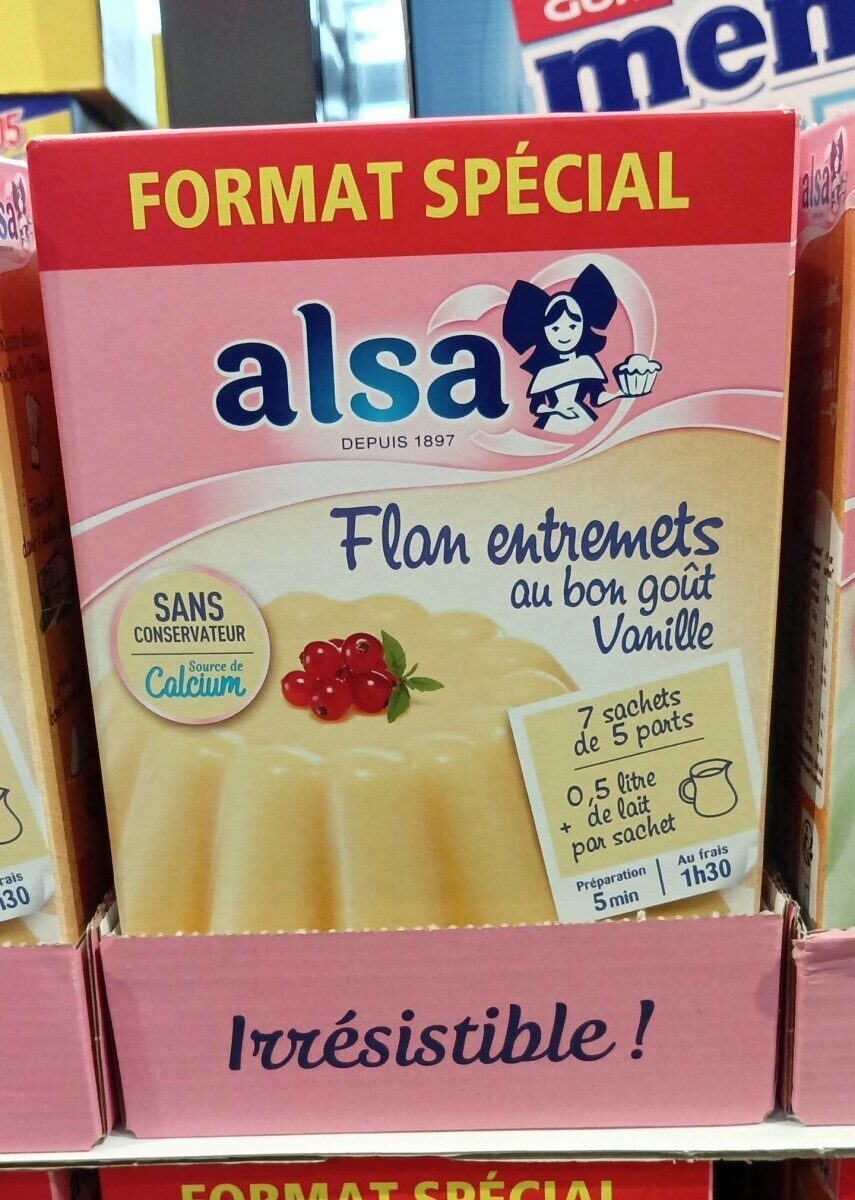 FORMAT SPÉCIAL
alsa
DEPUIS 1897
Flan entremets
au bon goût
Vanille
SANS
CONSERVATEUR
Source de
Calcium
7 sachets
de 5 parts
0,5 litre
+ de lait
par sachet
Préparation
5 min
Au frais
1h30
Irrésistible !
alsa
FORMAT SPÉCIAL